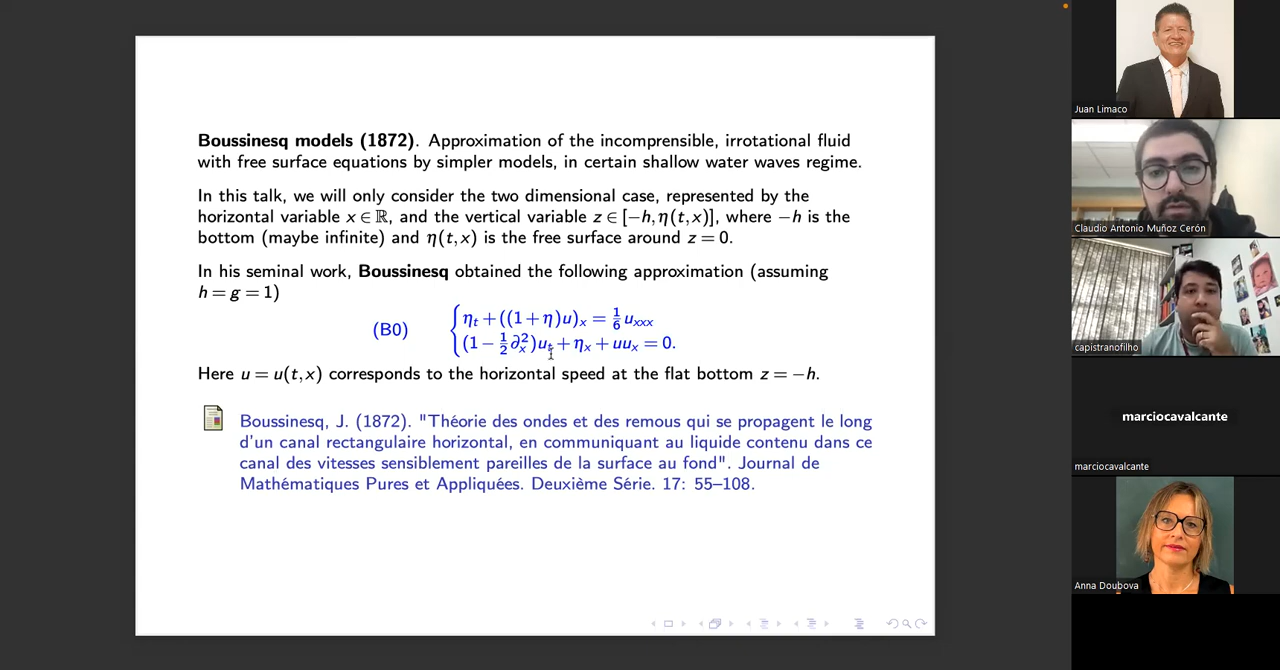 Boussinesq models (1872). Approximation of the incomprensible, irrotational fluid
with free surface equations by simpler models, in certain shallow water waves regime.
In this talk, we will only consider the two dimensional case, represented by the
horizontal variable x ∈ ℝ, and the vertical variable z ∈ [−h, η(t,x)], where −h is the
bottom (maybe infinite) and η(t,x) is the free surface around z = 0.
In his seminal work, Boussinesq obtained the following approximation (assuming
h = g = 1)
(B0) { η_t + ((1+η)u)_x = 1/6 u_xxx
(1 − 1/2 ∂_x^2)u_t + η_x + uu_x = 0.
Here u = u(t,x) corresponds to the horizontal speed at the flat bottom z = −h.
Boussinesq, J. (1872). "Théorie des ondes et des remous qui se propagent le long
d'un canal rectangulaire horizontal, en communiquant au liquide contenu dans ce
canal des vitesses sensiblement pareilles de la surface au fond". Journal de
Mathématiques Pures et Appliquées. Deuxième Série. 17: 55–108.
Juan Limaco
Claudio Antonio Muñoz Cerón
capistranofilho
marciocavalcante
marciocavalcante
Anna Doubova